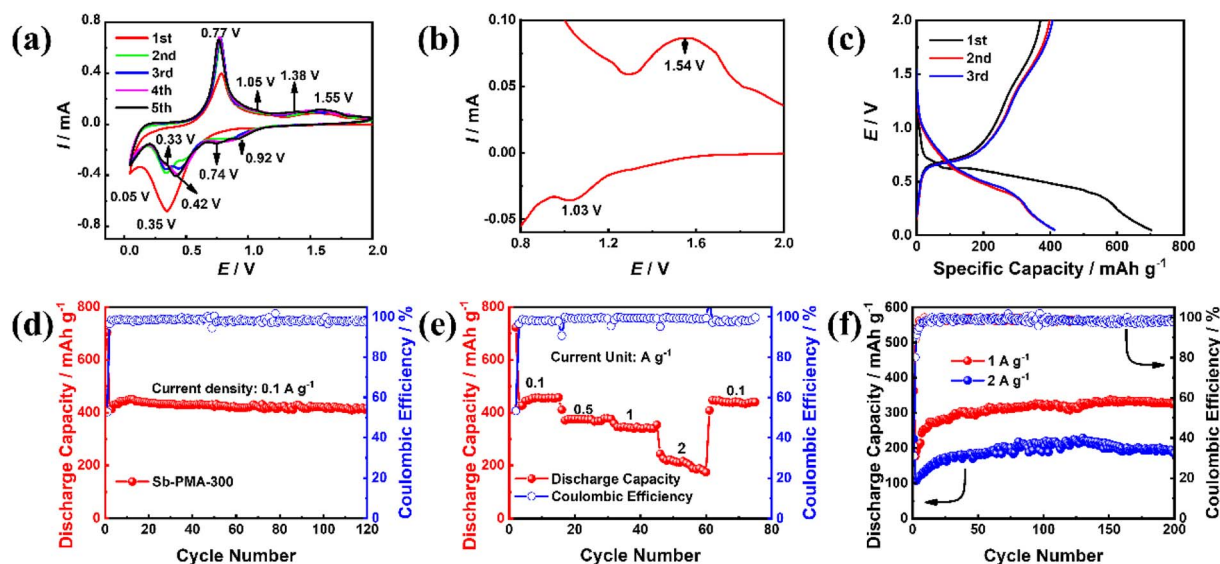 (a)
0.8
0.4
0.0
-0.4
-0.8
I / mA
1st
2nd
3rd
4th
5th
0.77 V
1.05 V
1.38 V
1.55 V
0.33 V
0.92 V
0.74 V
0.42 V
0.05 V
0.35 V
0.0 0.5 1.0 1.5 2.0
E / V
(b)
0.10
0.05
0.00
-0.05
I / mA
1.54 V
1.03 V
0.8 1.0 1.2 1.4 1.6 1.8 2.0
E / V
(c)
2.0
1.5
1.0
0.5
0.0
E / V
1st
2nd
3rd
0 200 400 600 800
Specific Capacity / mAh g⁻¹
(d)
800
600
400
200
0
Discharge Capacity / mAh g⁻¹
Current density: 0.1 A g⁻¹
Sb-PMA-300
100
80
60
40
20
0
Coulombic Efficiency / %
0 20 40 60 80 100 120
Cycle Number
(e)
800
600
400
200
0
Discharge Capacity / mAh g⁻¹
Current Unit: A g⁻¹
0.1
0.5
1
2
0.1
Discharge Capacity
Coulombic Efficiency
100
80
60
40
20
0
Coulombic Efficiency / %
0 20 40 60 80
Cycle Number
(f)
600
500
400
300
200
100
0
Discharge Capacity / mAh g⁻¹
1 A g⁻¹
2 A g⁻¹
100
80
60
40
20
0
Coulombic Efficiency / %
0 50 100 150 200
Cycle Number